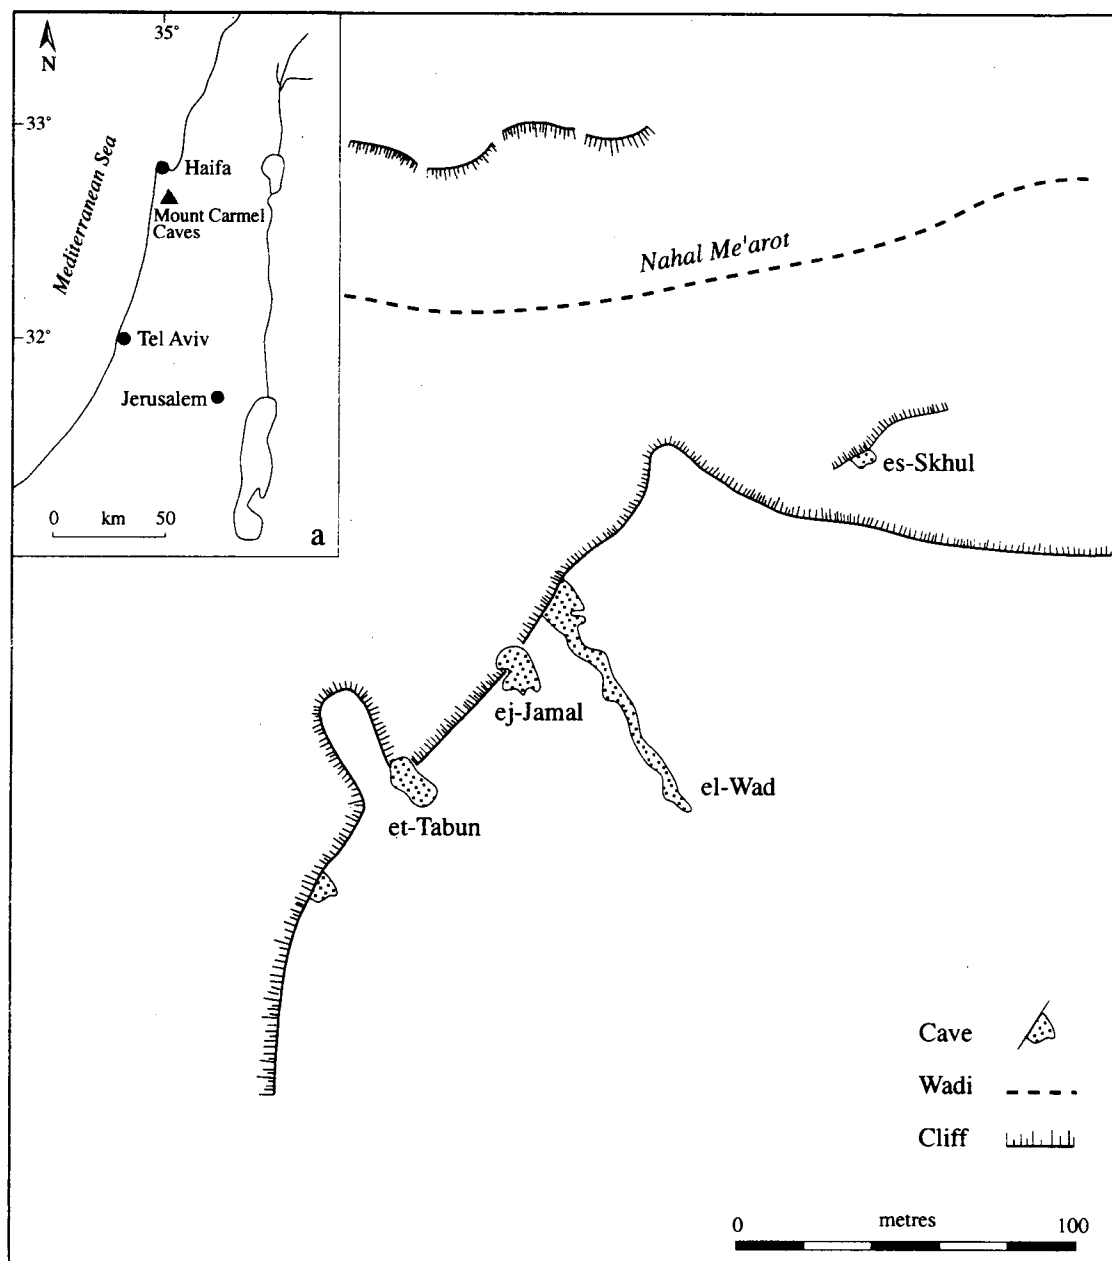 35°
N
33°
Mediterranean Sea
Haifa
Mount Carmel
Caves
32°
Tel Aviv
Jerusalem
0 km 50
a
Nahal Me'arot
es-Skhul
ej-Jamal
el-Wad
et-Tabun
Cave
Wadi
Cliff
0 metres 100